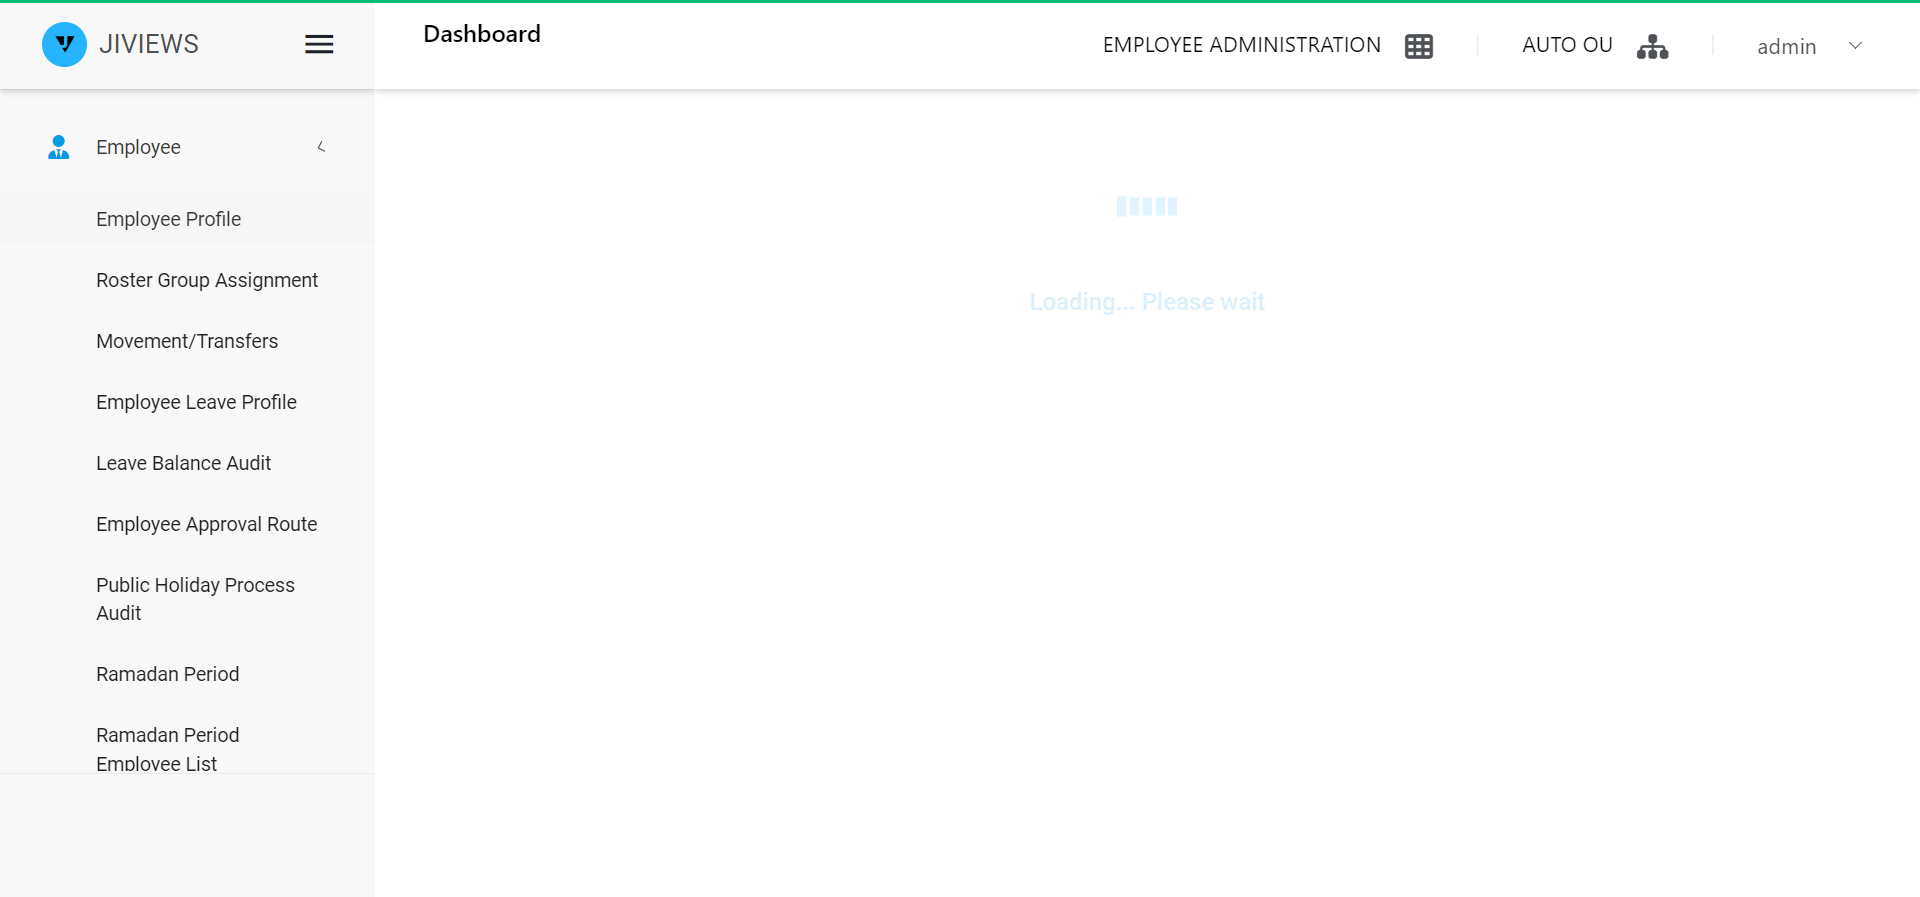 JIVIEWS
Dashboard
EMPLOYEE ADMINISTRATION
AUTO OU
admin
Employee
Employee Profile
Roster Group Assignment
Movement/Transfers
Employee Leave Profile
Leave Balance Audit
Employee Approval Route
Public Holiday Process
Audit
Ramadan Period
Ramadan Period
Employee List
Loading... Please wait